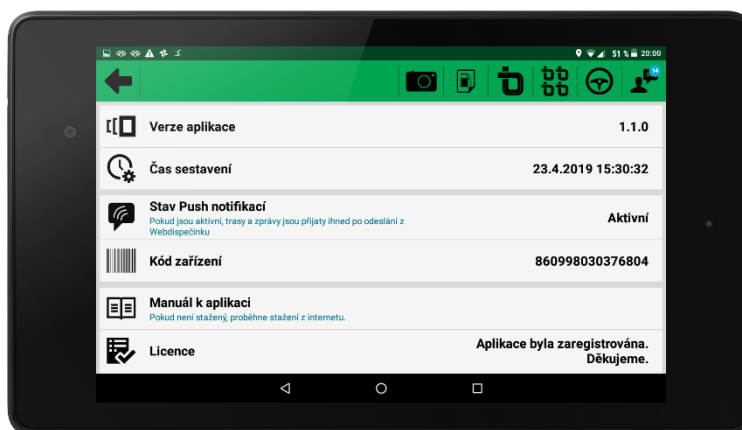 51 % 20:00
14
Verze aplikace
1.1.0
Čas sestavení
23.4.2019 15:30:32
Stav Push notifikací
Pokud jsou aktivní, trasy a zprávy jsou přijaty ihned po odeslání z
Webdispečinku
Aktivní
Kód zařízení
860998030376804
Manuál k aplikaci
Pokud není stažený, proběhne stažení z internetu.
Licence
Aplikace byla zaregistrována.
Děkujeme.